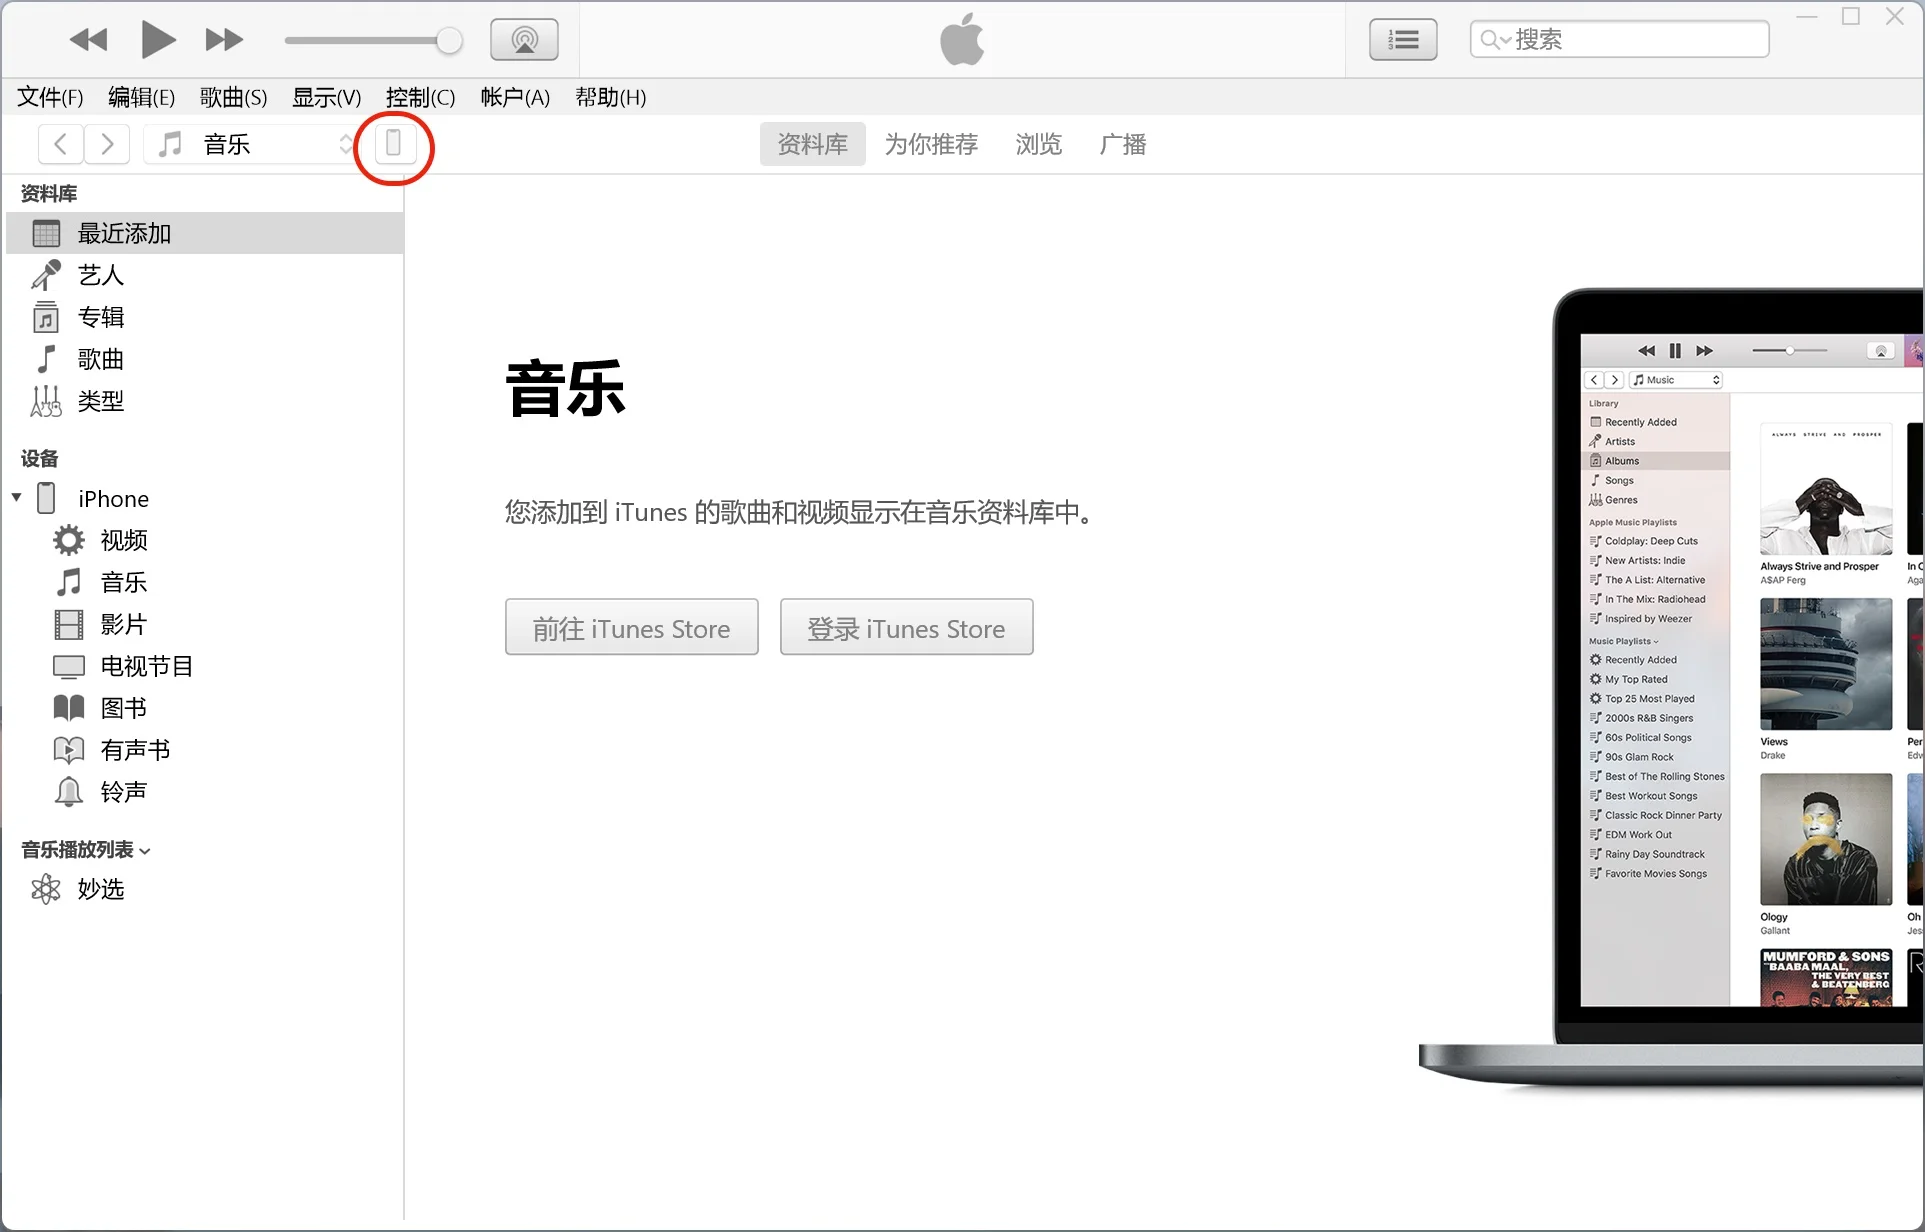 搜索
文件(F) 编辑(E) 歌曲(S) 显示(V) 控制(C) 帐户(A) 帮助(H)
音乐
资料库 为你推荐 浏览 广播
资料库
最近添加
艺人
专辑
歌曲
类型
设备
iPhone
视频
音乐
影片
电视节目
图书
有声书
铃声
音乐播放列表
妙选
音乐
您添加到 iTunes 的歌曲和视频显示在音乐资料库中。
前往 iTunes Store
登录 iTunes Store
Music
Library
Recently Added
Artists
Albums
Songs
Genres
Apple Music Playlists
Coldplay: Deep Cuts
New Artists: Indie
The A List: Alternative
In The Mix: Radiohead
Inspired by Weezer
Music Playlists
Recently Added
My Top Rated
Top 25 Most Played
2000s R&B Singers
60s Political Songs
90s Glam Rock
Best of The Rolling Stones
Best Workout Songs
Classic Rock Dinner Party
EDM Work Out
Rainy Day Soundtrack
Favorite Movies Songs
ALWAYS STRIVE AND PROSPER
Always Strive and Prosper
A$AP Ferg
Views
Drake
Ology
Gallant
MUMFORD & SONS
BAABA MAAL,
THE VERY BEST
& BEATENBERG